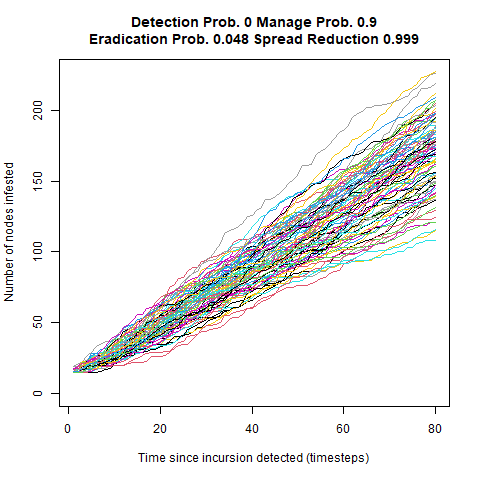 Detection Prob. 0 Manage Prob. 0.9
Eradication Prob. 0.048 Spread Reduction 0.999
Number of nodes infested
200
150
100
50
0
0 20 40 60 80
Time since incursion detected (timesteps)